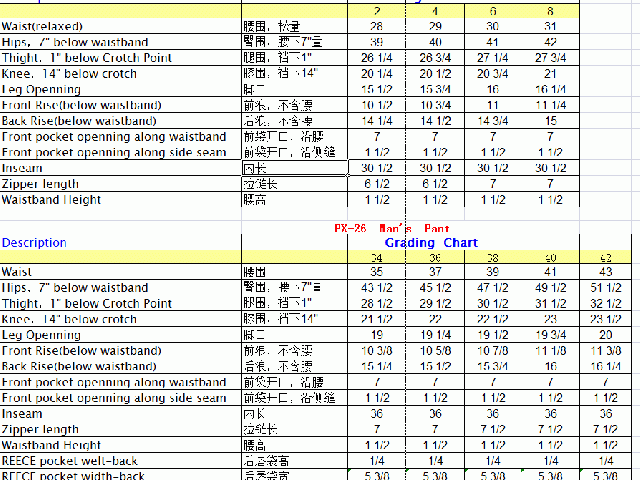 2 4 6 8
Waist(relaxed) 腰围，松量 28 29 30 31
Hips, 7" below waistband 臀围，腰下7"量 39 40 41 42
Thight, 1" below Crotch Point 腿围，裆下1" 26 1/4 26 3/4 27 1/4 27 3/4
Knee, 14" below crotch 膝围，裆下14" 20 1/4 20 1/2 20 3/4 21
Leg Openning 脚口 15 1/2 15 3/4 16 16 1/4
Front Rise(below waistband) 前浪，不含腰 10 1/2 10 3/4 11 11 1/4
Back Rise(below waistband) 后浪，不含腰 14 1/4 14 1/2 14 3/4 15
Front pocket openning along waistband 前袋开口，沿腰 7 7 7 7
Front pocket openning along side seam 前袋开口，沿侧缝 1 1/2 1 1/2 1 1/2 1 1/2
Inseam 内长 30 1/2 30 1/2 30 1/2 30 1/2
Zipper length 拉链长 6 1/2 6 1/2 7 7
Waistband Height 腰高 1 1/2 1 1/2 1 1/2 1 1/2
PX-26 Man's Pant
Description Grading Chart
34 36 38 40 42
Waist 腰围 35 37 39 41 43
Hips, 7" below waistband 臀围，腰下7"量 43 1/2 45 1/2 47 1/2 49 1/2 51 1/2
Thight, 1" below Crotch Point 腿围，裆下1" 28 1/2 29 1/2 30 1/2 31 1/2 32 1/2
Knee, 14" below crotch 膝围，裆下14" 21 1/2 22 22 1/2 23 23 1/2
Leg Openning 脚口 19 19 1/4 19 1/2 19 3/4 20
Front Rise(below waistband) 前浪，不含腰 10 3/8 10 5/8 10 7/8 11 1/8 11 3/8
Back Rise(below waistband) 后浪，不含腰 15 1/4 15 1/2 15 3/4 16 16 1/4
Front pocket openning along waistband 前袋开口，沿腰 7 7 7 7 7
Front pocket openning along side seam 前袋开口，沿侧缝 1 1/2 1 1/2 1 1/2 1 1/2 1 1/2
Inseam 内长 36 36 36 36 36
Zipper length 拉链长 7 7 7 1/2 7 1/2 7 1/2
Waistband Height 腰高 1 1/2 1 1/2 1 1/2 1 1/2 1 1/2
REECE pocket welt-back 1/4 1/4 1/4 1/4 1/4
REECE pocket width-back 5 3/8 5 3/8 5 3/8 5 3/8 5 3/8